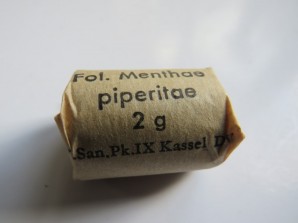 Fol. Menthae
piperitae
2 g
.San.Pk.IX Kassel